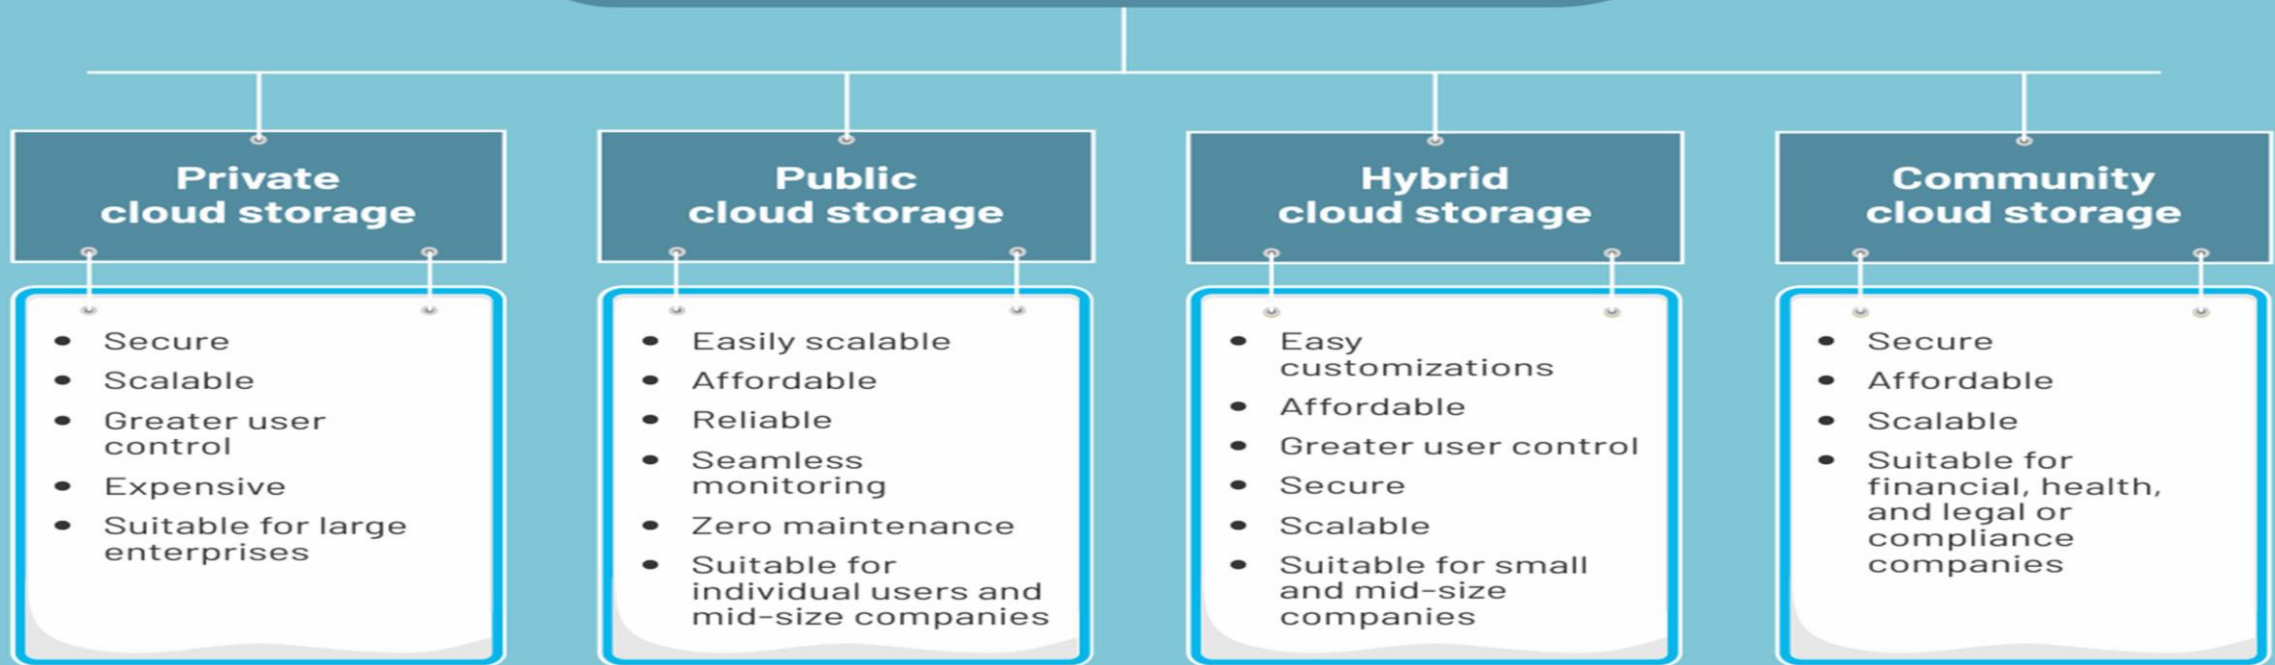 Private
cloud storage
• Secure
• Scalable
• Greater user
control
• Expensive
• Suitable for large
enterprises
Public
cloud storage
• Easily scalable
• Affordable
• Reliable
• Seamless
monitoring
• Zero maintenance
• Suitable for
individual users and
mid-size companies
Hybrid
cloud storage
• Easy
customizations
• Affordable
• Greater user control
• Secure
• Scalable
• Suitable for small
and mid-size
companies
Community
cloud storage
• Secure
• Affordable
• Scalable
• Suitable for
financial, health,
and legal or
compliance
companies